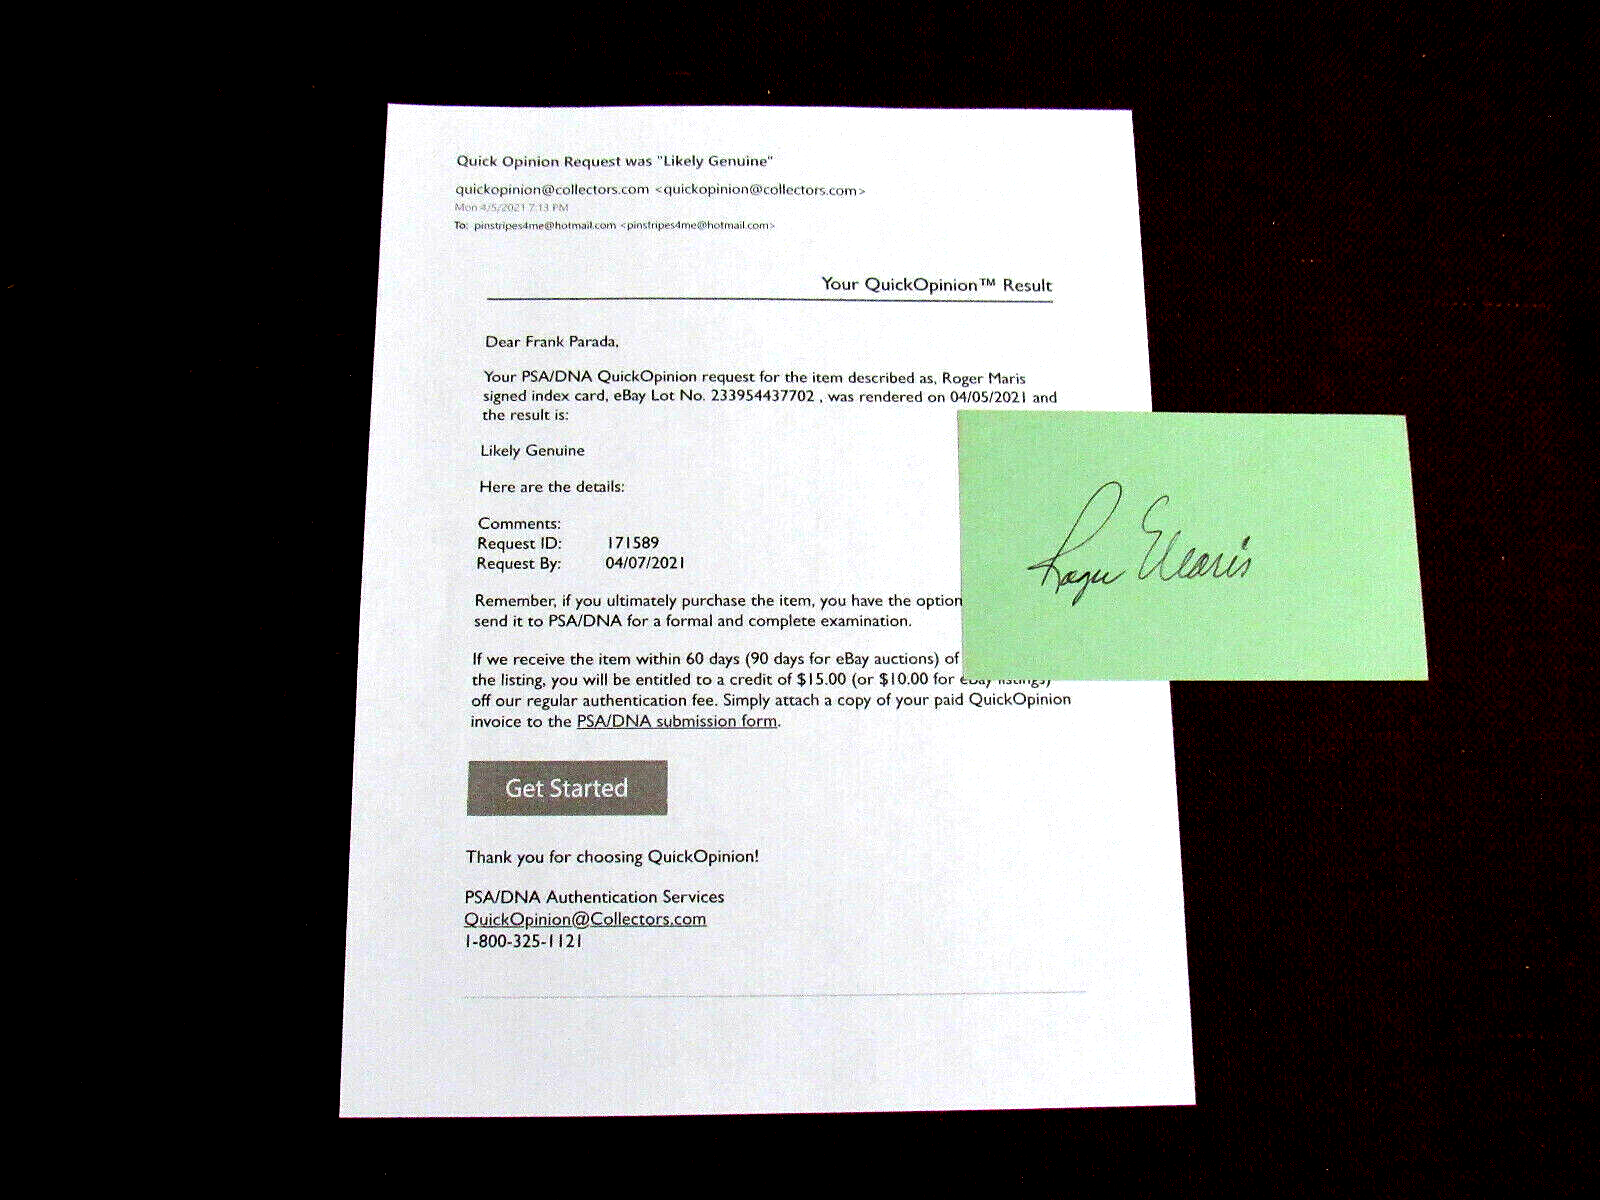 Quick Opinion Request was "Likely Genuine"
quickopinion@collectors.com <quickopinion@collectors.com>
Mon 4/5/2021 7:13 PM
To: pinstripes4me@hotmail.com <pinstripes4me@hotmail.com>
Your QuickOpinion™ Result
Dear Frank Parada,
Your PSA/DNA QuickOpinion request for the item described as, Roger Maris
signed index card, eBay Lot No. 233954437702 , was rendered on 04/05/2021 and
the result is:
Likely Genuine
Here are the details:
Comments:
Request ID: 171589
Request By: 04/07/2021
Remember, if you ultimately purchase the item, you have the option
send it to PSA/DNA for a formal and complete examination.
If we receive the item within 60 days (90 days for eBay auctions) of
the listing, you will be entitled to a credit of $15.00 (or $10.00 for eBay listings)
off our regular authentication fee. Simply attach a copy of your paid QuickOpinion
invoice to the PSA/DNA submission form.
Get Started
Thank you for choosing QuickOpinion!
PSA/DNA Authentication Services
QuickOpinion@Collectors.com
1-800-325-1121
Roger Maris